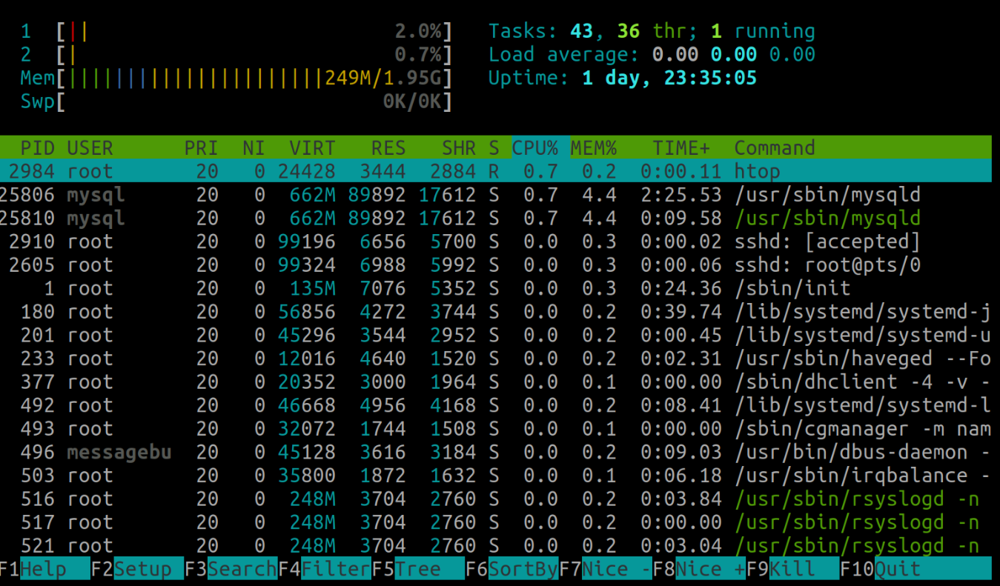 1 [|| 2.0%] Tasks: 43, 36 thr; 1 running
2 [| 0.7%] Load average: 0.00 0.00 0.00
Mem[||||||||||||||||||||||249M/1.95G] Uptime: 1 day, 23:35:05
Swp[ 0K/0K]
PID USER PRI NI VIRT RES SHR S CPU% MEM% TIME+ Command
2984 root 20 0 24428 3444 2884 R 0.7 0.2 0:00.11 htop
25806 mysql 20 0 662M 89892 17612 S 0.7 4.4 2:25.53 /usr/sbin/mysqld
25810 mysql 20 0 662M 89892 17612 S 0.7 4.4 0:09.58 /usr/sbin/mysqld
2910 root 20 0 99196 6656 5700 S 0.0 0.3 0:00.02 sshd: [accepted]
2605 root 20 0 99324 6988 5992 S 0.0 0.3 0:00.06 sshd: root@pts/0
1 root 20 0 135M 7076 5352 S 0.0 0.3 0:24.36 /sbin/init
180 root 20 0 56856 4272 3744 S 0.0 0.2 0:39.74 /lib/systemd/systemd-j
201 root 20 0 45296 3544 2952 S 0.0 0.2 0:00.45 /lib/systemd/systemd-u
233 root 20 0 12016 4640 1520 S 0.0 0.2 0:02.31 /usr/sbin/haveged --Fo
377 root 20 0 20352 3000 1964 S 0.0 0.1 0:00.00 /sbin/dhclient -4 -v -
492 root 20 0 46668 4956 4168 S 0.0 0.2 0:08.41 /lib/systemd/systemd-l
493 root 20 0 32072 1744 1508 S 0.0 0.1 0:00.00 /sbin/cgmanager -m nam
496 messagebu 20 0 45128 3616 3184 S 0.0 0.2 0:09.03 /usr/bin/dbus-daemon -
503 root 20 0 35800 1872 1632 S 0.0 0.1 0:06.18 /usr/sbin/irqbalance -
516 root 20 0 248M 3704 2760 S 0.0 0.2 0:03.84 /usr/sbin/rsyslogd -n
517 root 20 0 248M 3704 2760 S 0.0 0.2 0:00.00 /usr/sbin/rsyslogd -n
521 root 20 0 248M 3704 2760 S 0.0 0.2 0:03.04 /usr/sbin/rsyslogd -n
F1Help F2Setup F3SearchF4FilterF5Tree F6SortByF7Nice -F8Nice +F9Kill F10Quit